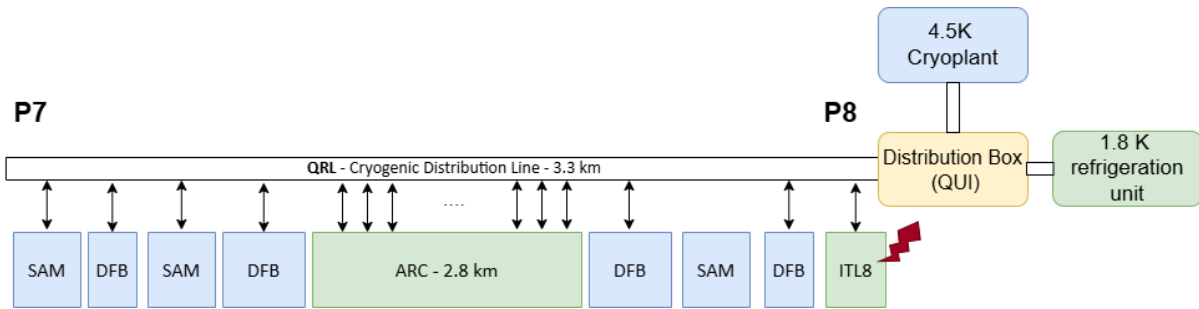 4.5K
Cryoplant
P7
P8
QRL - Cryogenic Distribution Line - 3.3 km
Distribution Box
(QUI)
1.8 K
refrigeration
unit
....
SAM
DFB
SAM
DFB
ARC - 2.8 km
DFB
SAM
DFB
ITL8